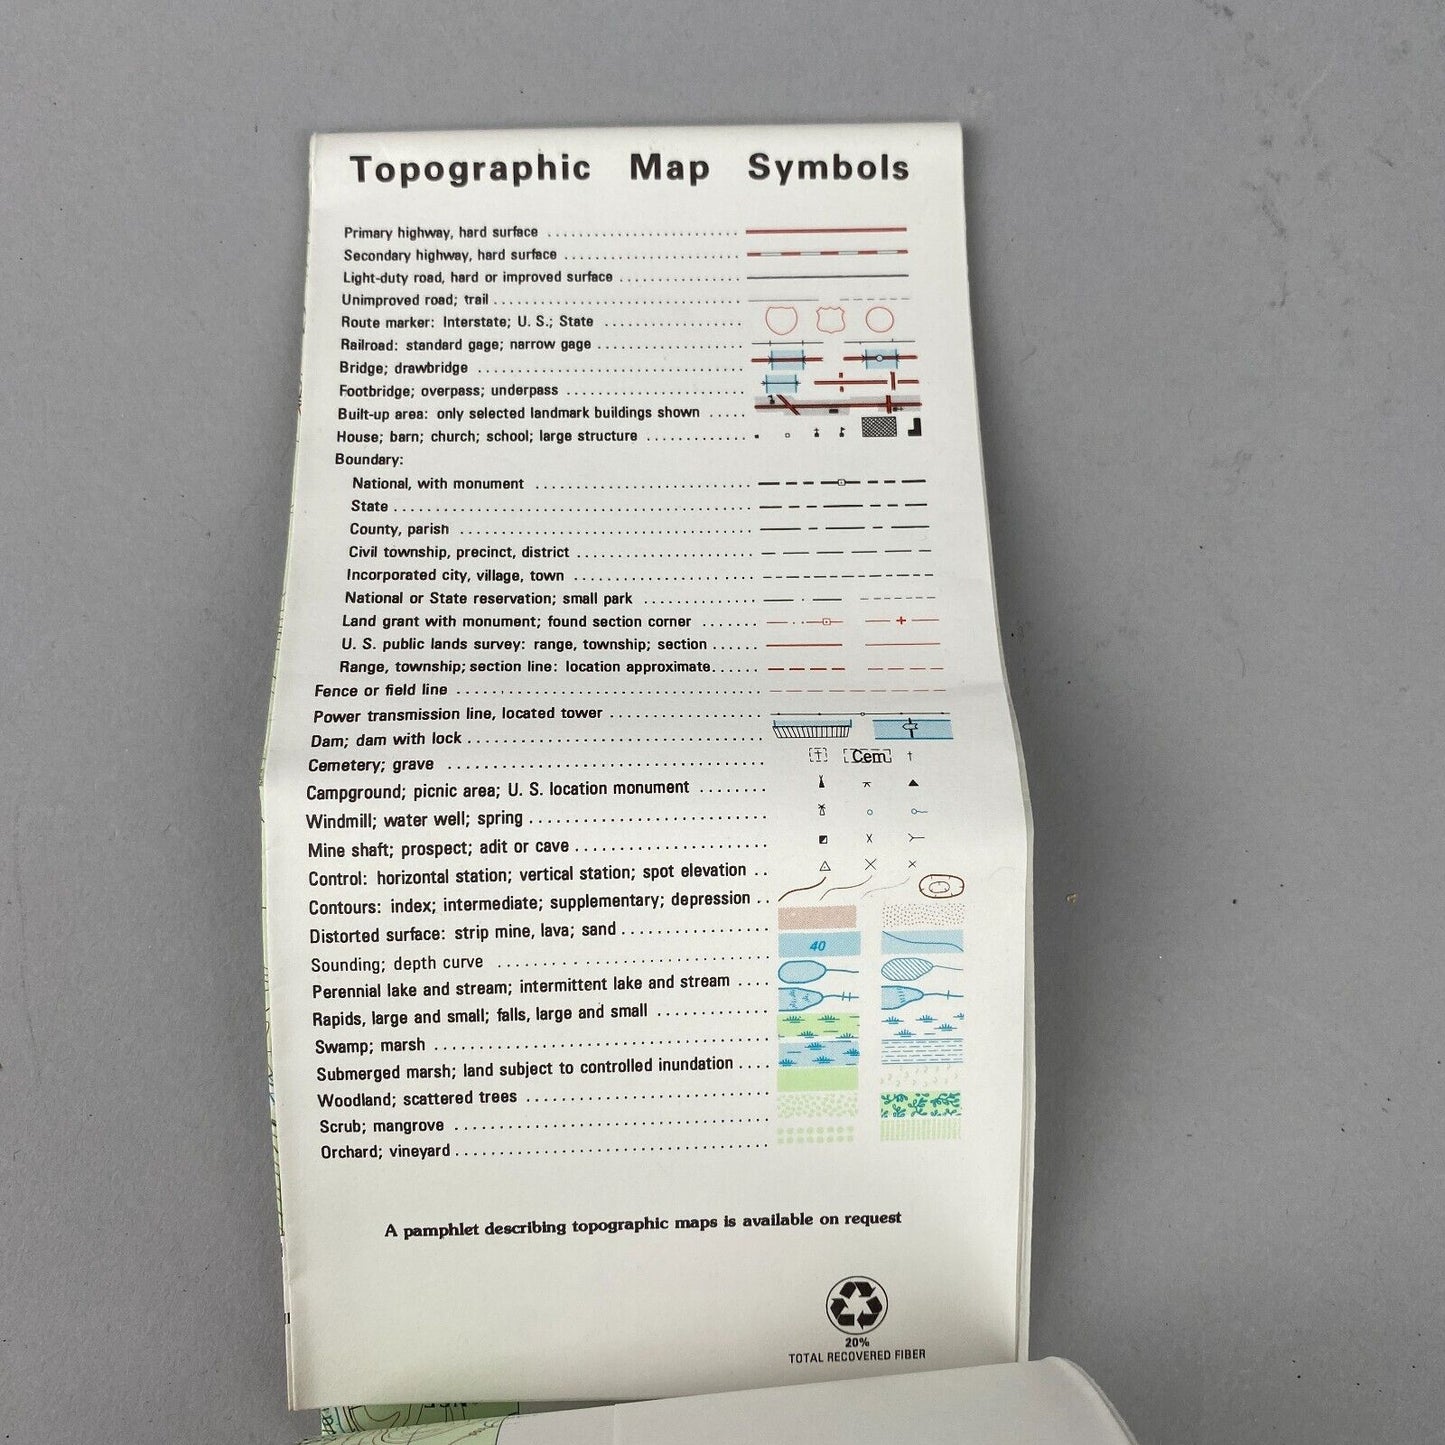 Topographic Map Symbols
Primary highway, hard surface
Secondary highway, hard surface
Light-duty road, hard or improved surface
Unimproved road; trail
Route marker: Interstate; U. S.; State
Railroad: standard gage; narrow gage
Bridge; drawbridge
Footbridge; overpass; underpass
Built-up area: only selected landmark buildings shown
House; barn; church; school; large structure
Boundary:
National, with monument
State
County, parish
Civil township, precinct, district
Incorporated city, village, town
National or State reservation; small park
Land grant with monument; found section corner
U. S. public lands survey: range, township; section
Range, township; section line: location approximate
Fence or field line
Power transmission line, located tower
Dam; dam with lock
Cemetery; grave Cem
Campground; picnic area; U. S. location monument
Windmill; water well; spring
Mine shaft; prospect; adit or cave
Control: horizontal station; vertical station; spot elevation
Contours: index; intermediate; supplementary; depression
Distorted surface: strip mine, lava; sand
Sounding; depth curve 40
Perennial lake and stream; intermittent lake and stream
Rapids, large and small; falls, large and small
Swamp; marsh
Submerged marsh; land subject to controlled inundation
Woodland; scattered trees
Scrub; mangrove
Orchard; vineyard
A pamphlet describing topographic maps is available on request
20%
TOTAL RECOVERED FIBER